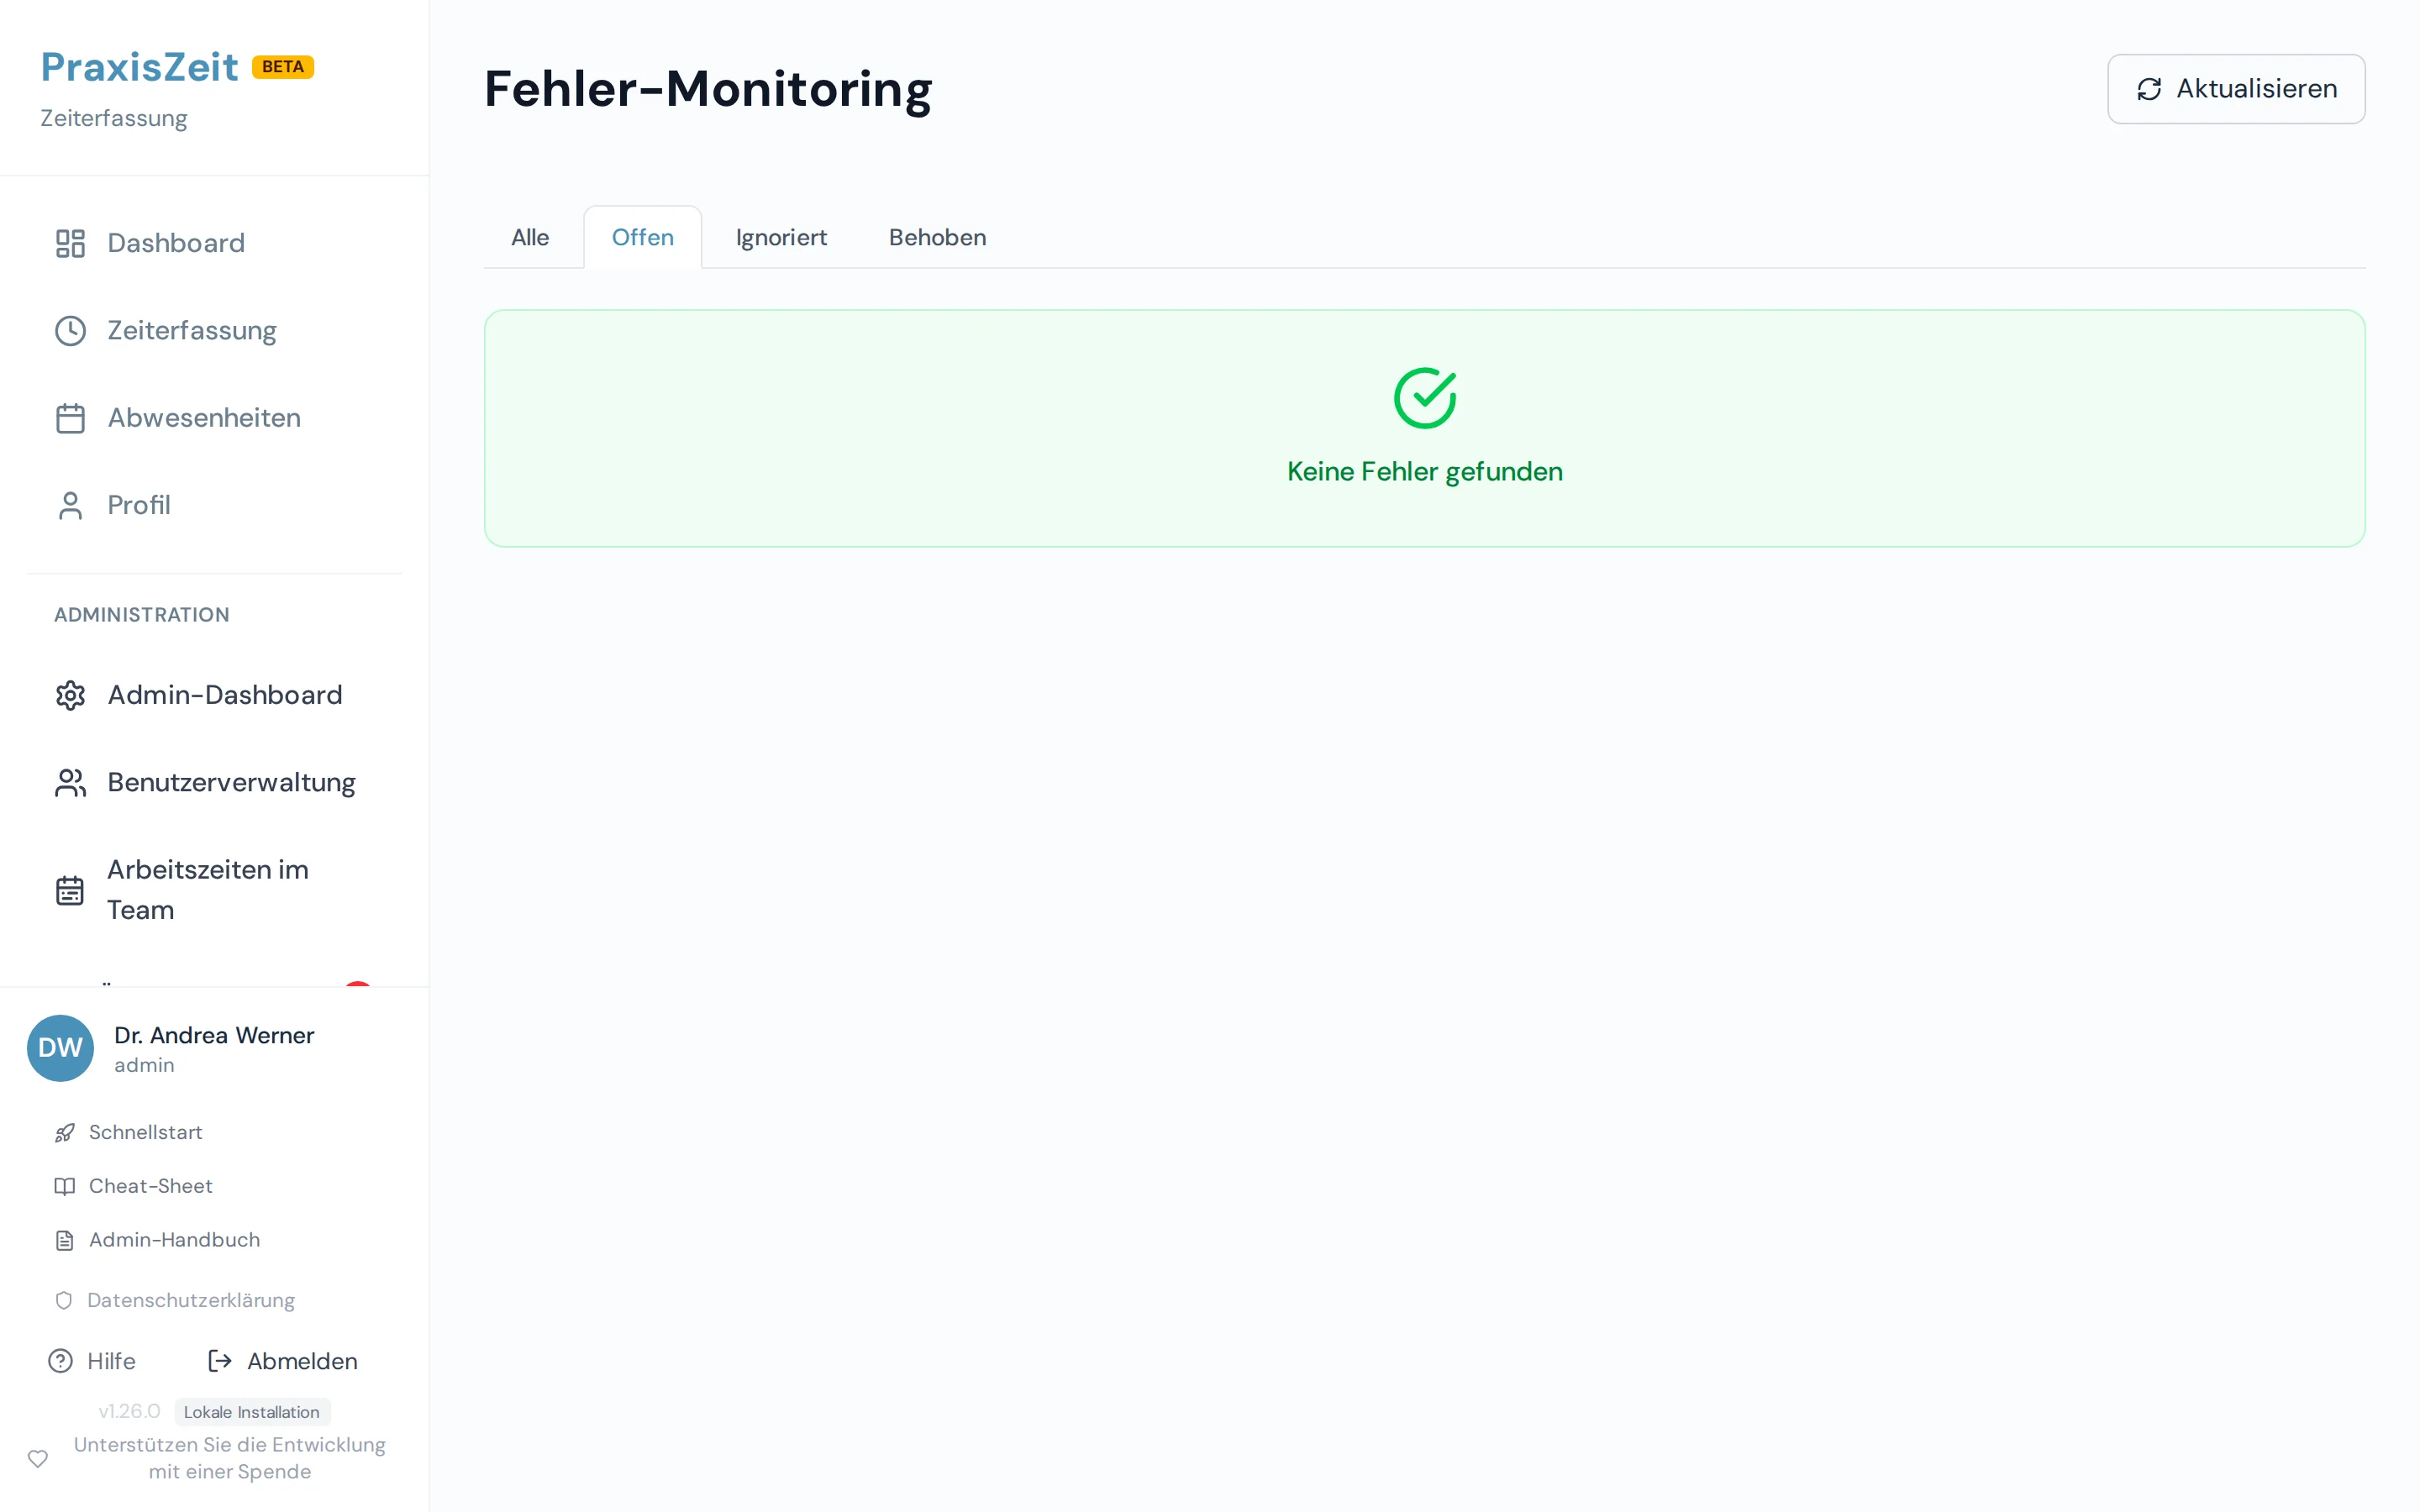 PraxisZeit BETA
Zeiterfassung
Dashboard
Zeiterfassung
Abwesenheiten
Profil
ADMINISTRATION
Admin-Dashboard
Benutzerverwaltung
Arbeitszeiten im
Team
DW
Dr. Andrea Werner
admin
Schnellstart
Cheat-Sheet
Admin-Handbuch
Datenschutzerklärung
Hilfe
Abmelden
v1.26.0 Lokale Installation
Unterstützen Sie die Entwicklung
mit einer Spende
Fehler-Monitoring
Aktualisieren
Alle
Offen
Ignoriert
Behoben
Keine Fehler gefunden